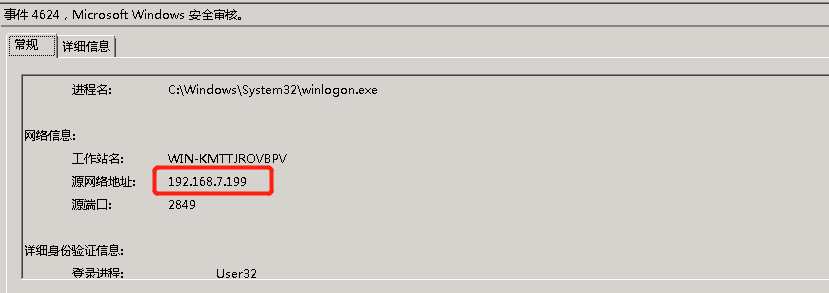 事件 4624，Microsoft Windows 安全审核。
常规 详细信息
进程名: C:\Windows\System32\winlogon.exe
网络信息:
工作站名: WIN-KMTTJROVBPV
源网络地址: 192.168.7.199
源端口: 2849
详细身份验证信息:
登录进程: User32